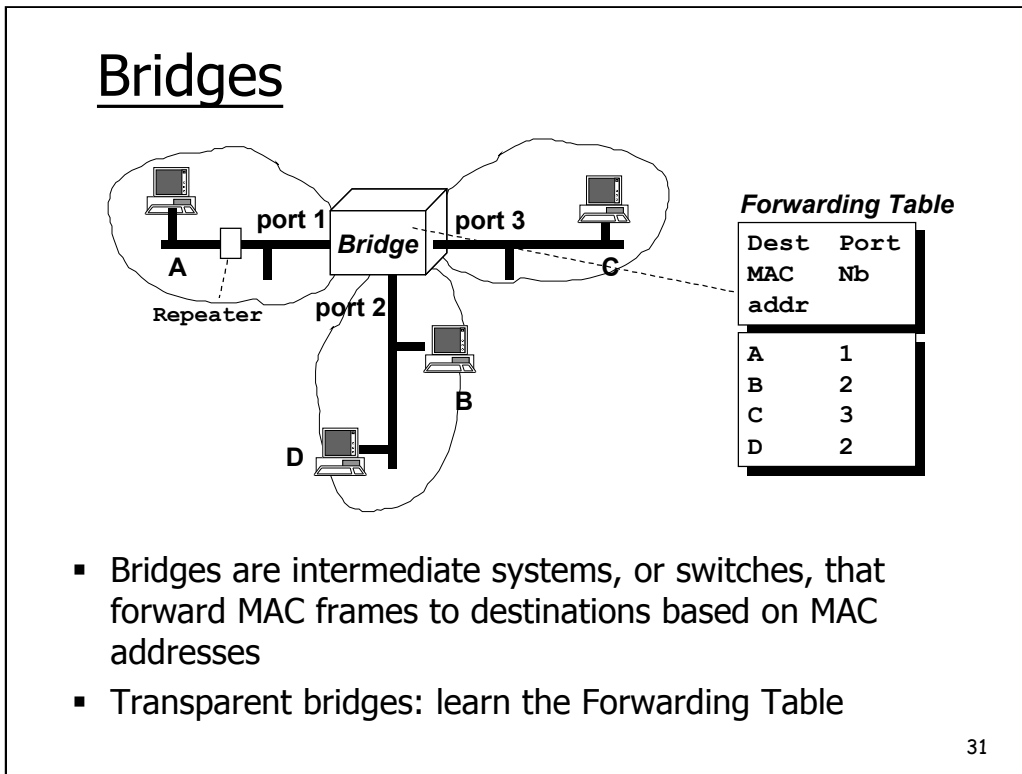 Bridges
port 1
Bridge
port 3
A
Repeater
port 2
C
B
D
Forwarding Table
Dest Port
MAC Nb
addr
A 1
B 2
C 3
D 2
▪ Bridges are intermediate systems, or switches, that
forward MAC frames to destinations based on MAC
addresses
▪ Transparent bridges: learn the Forwarding Table
31